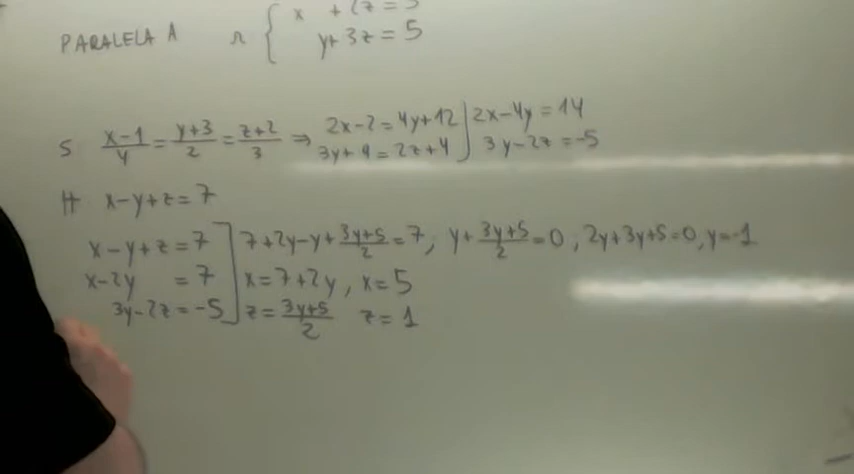 x + 2z = 5
PARALELA A r { y + 3z = 5
s x-1/4 = y+3/2 = z+2/3 ⇒ 2x-2 = 4y+12 ] 2x-4y = 14
3y+9 = 2z+4 ] 3y-2z = -5
π x-y+z = 7
x-y+z = 7 ] 7+2y-y+3y+5/2 = 7, y+3y+5/2 = 0, 2y+3y+5=0, y=-1
x-2y = 7 ] x=7+2y, x=5
3y-2z = -5 ] z = 3y+5/2 z = 1